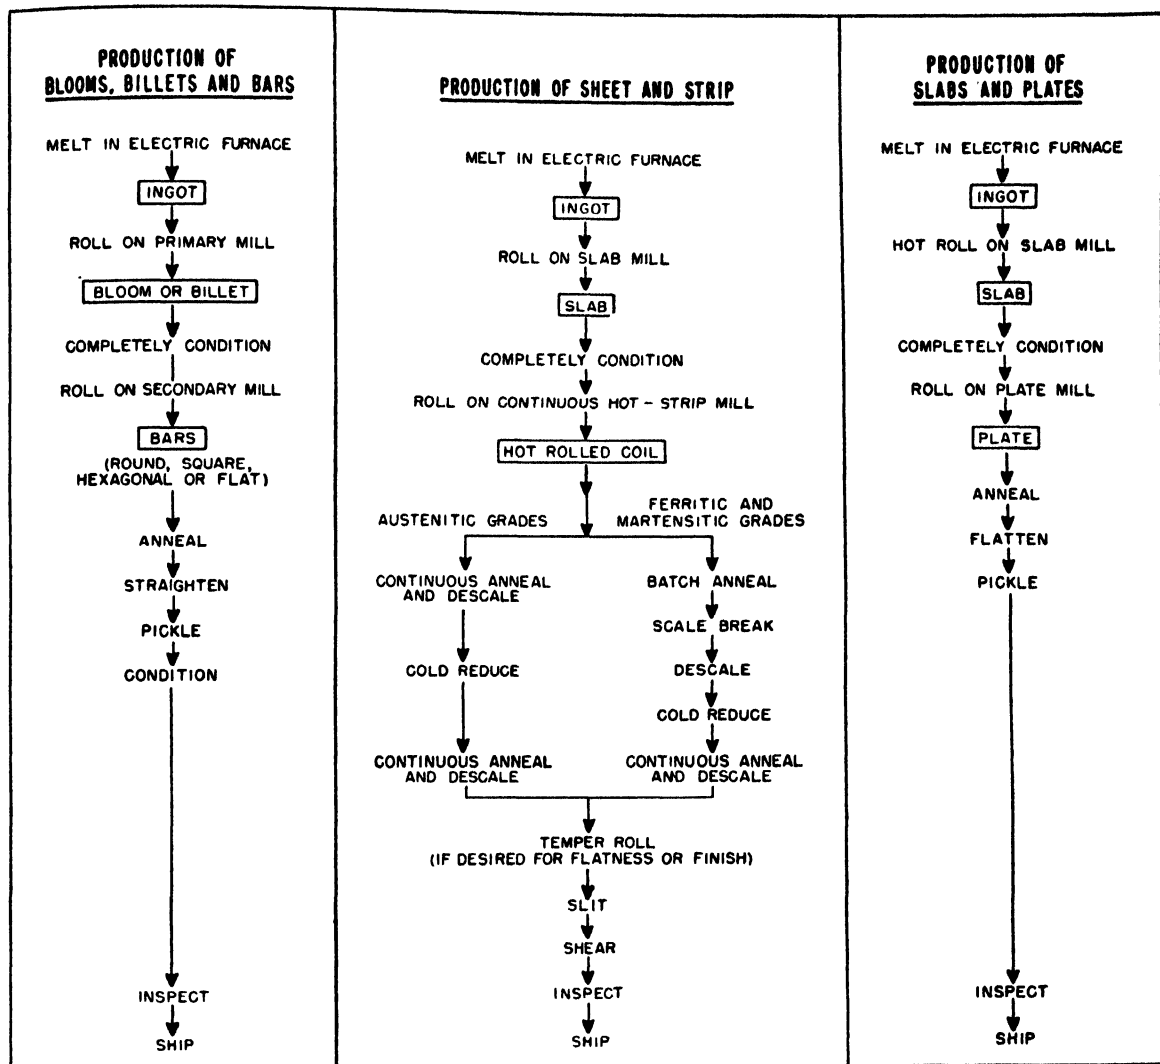 PRODUCTION OF
BLOOMS, BILLETS AND BARS
MELT IN ELECTRIC FURNACE
INGOT
ROLL ON PRIMARY MILL
BLOOM OR BILLET
COMPLETELY CONDITION
ROLL ON SECONDARY MILL
BARS
(ROUND, SQUARE,
HEXAGONAL OR FLAT)
ANNEAL
STRAIGHTEN
PICKLE
CONDITION
INSPECT
SHIP
PRODUCTION OF SHEET AND STRIP
MELT IN ELECTRIC FURNACE
INGOT
ROLL ON SLAB MILL
SLAB
COMPLETELY CONDITION
ROLL ON CONTINUOUS HOT - STRIP MILL
HOT ROLLED COIL
AUSTENITIC GRADES
CONTINUOUS ANNEAL
AND DESCALE
COLD REDUCE
CONTINUOUS ANNEAL
AND DESCALE
FERRITIC AND
MARTENSITIC GRADES
BATCH ANNEAL
SCALE BREAK
DESCALE
COLD REDUCE
CONTINUOUS ANNEAL
AND DESCALE
TEMPER ROLL
(IF DESIRED FOR FLATNESS OR FINISH)
SLIT
SHEAR
INSPECT
SHIP
PRODUCTION OF
SLABS AND PLATES
MELT IN ELECTRIC FURNACE
INGOT
HOT ROLL ON SLAB MILL
SLAB
COMPLETELY CONDITION
ROLL ON PLATE MILL
PLATE
ANNEAL
FLATTEN
PICKLE
INSPECT
SHIP